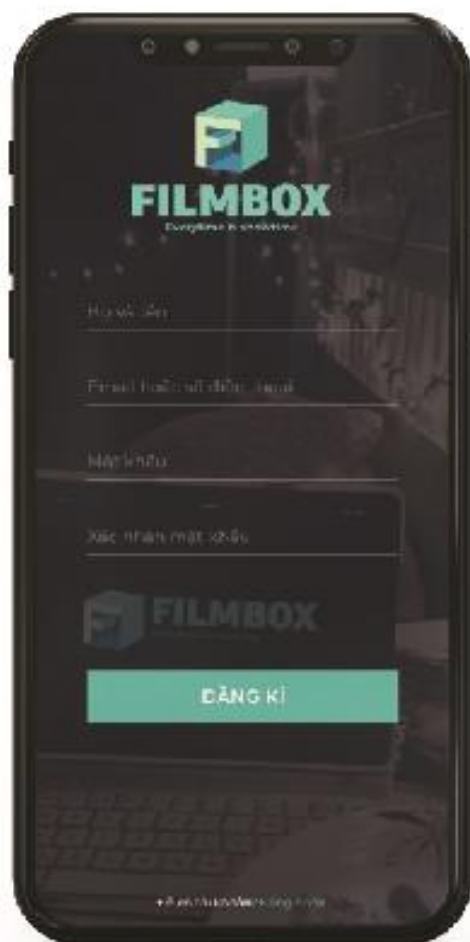 FILMBOX
Họ và tên
Email hoặc số điện thoại
Mật khẩu
Xác nhận mật khẩu
FILMBOX
ĐĂNG KÍ